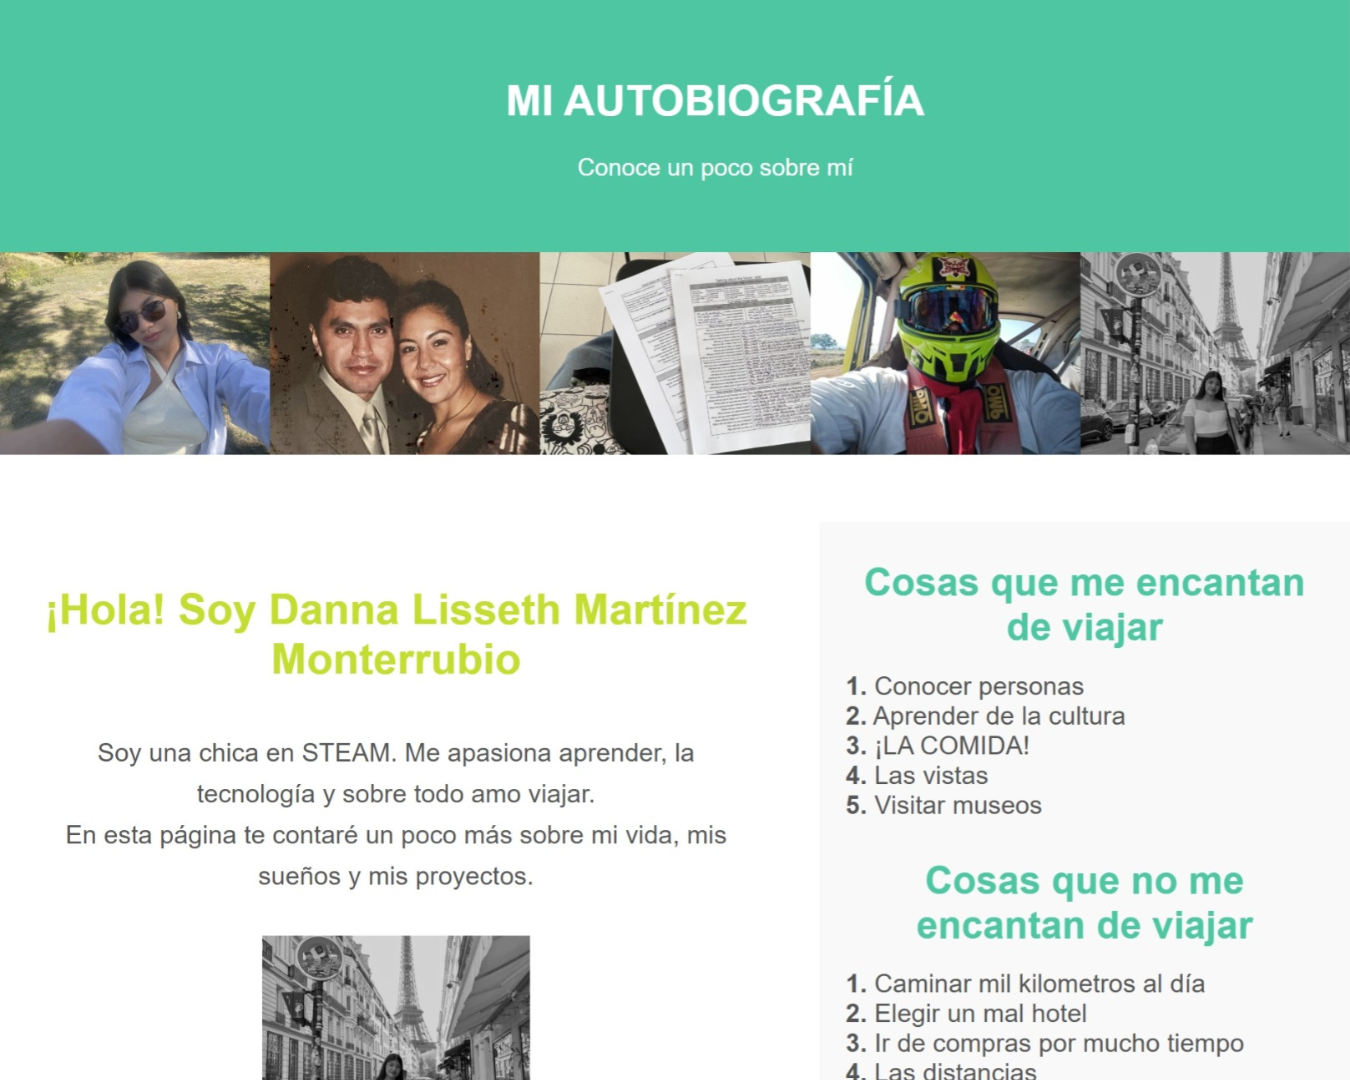 MI AUTOBIOGRAFÍA
Conoce un poco sobre mí
OMP
OMP
¡Hola! Soy Danna Lisseth Martínez
Monterrubio
Soy una chica en STEAM. Me apasiona aprender, la
tecnología y sobre todo amo viajar.
En esta página te contaré un poco más sobre mi vida, mis
sueños y mis proyectos.
Cosas que me encantan
de viajar
1. Conocer personas
2. Aprender de la cultura
3. ¡LA COMIDA!
4. Las vistas
5. Visitar museos
Cosas que no me
encantan de viajar
1. Caminar mil kilometros al día
2. Elegir un mal hotel
3. Ir de compras por mucho tiempo
4. Las distancias